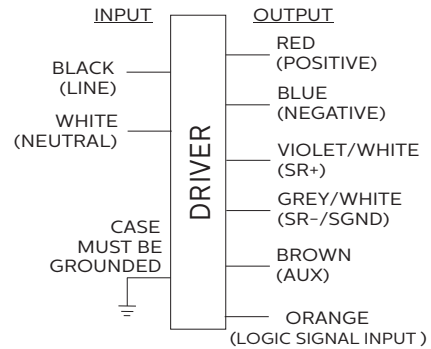 INPUT
OUTPUT
BLACK
(LINE)
WHITE
(NEUTRAL)
CASE
MUST BE
GROUNDED
DRIVER
RED
(POSITIVE)
BLUE
(NEGATIVE)
VIOLET/WHITE
(SR+)
GREY/WHITE
(SR-/SGND)
BROWN
(AUX)
ORANGE
(LOGIC SIGNAL INPUT )